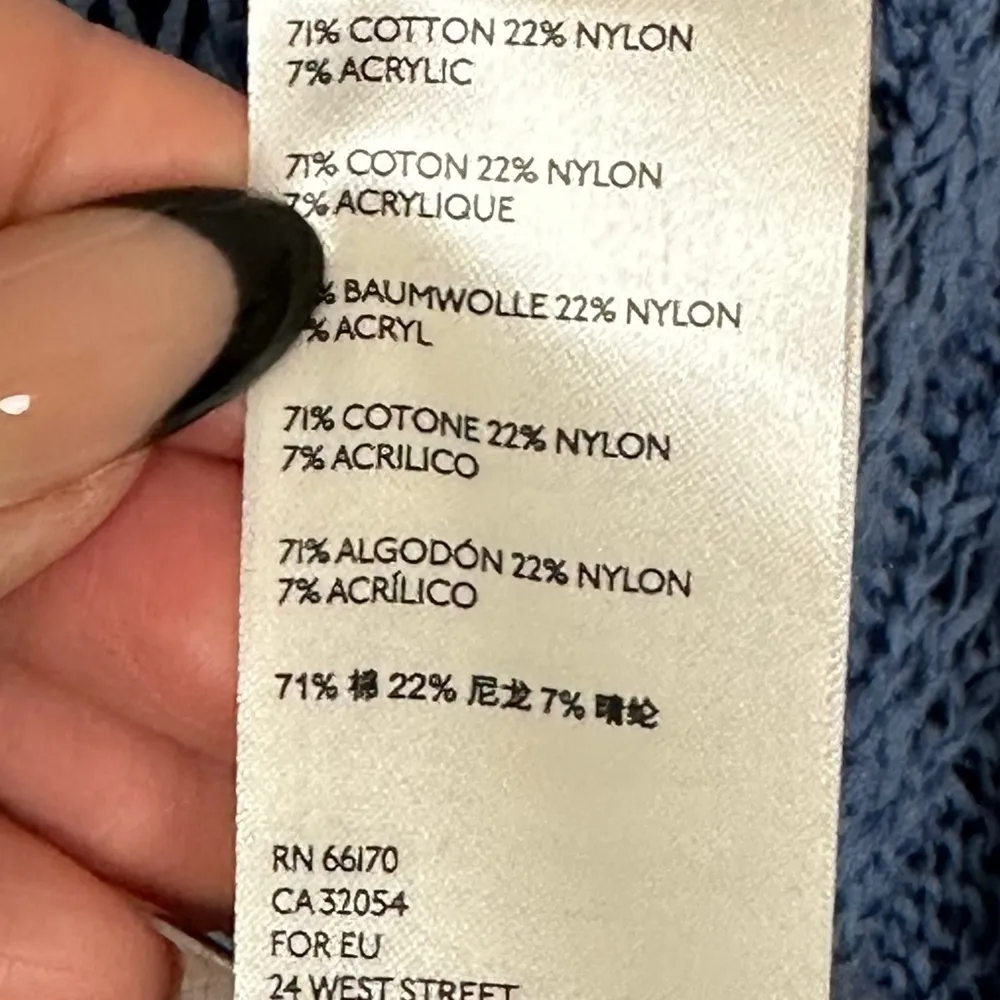 71% COTTON 22% NYLON
7% ACRYLIC
71% COTON 22% NYLON
7% ACRYLIQUE
% BAUMWOLLE 22% NYLON
% ACRYL
71% COTONE 22% NYLON
7% ACRILICO
71% ALGODÓN 22% NYLON
7% ACRÍLICO
71% 棉 22% 尼龙 7% 腈纶
RN 66170
CA 32054
FOR EU
24 WEST STREET